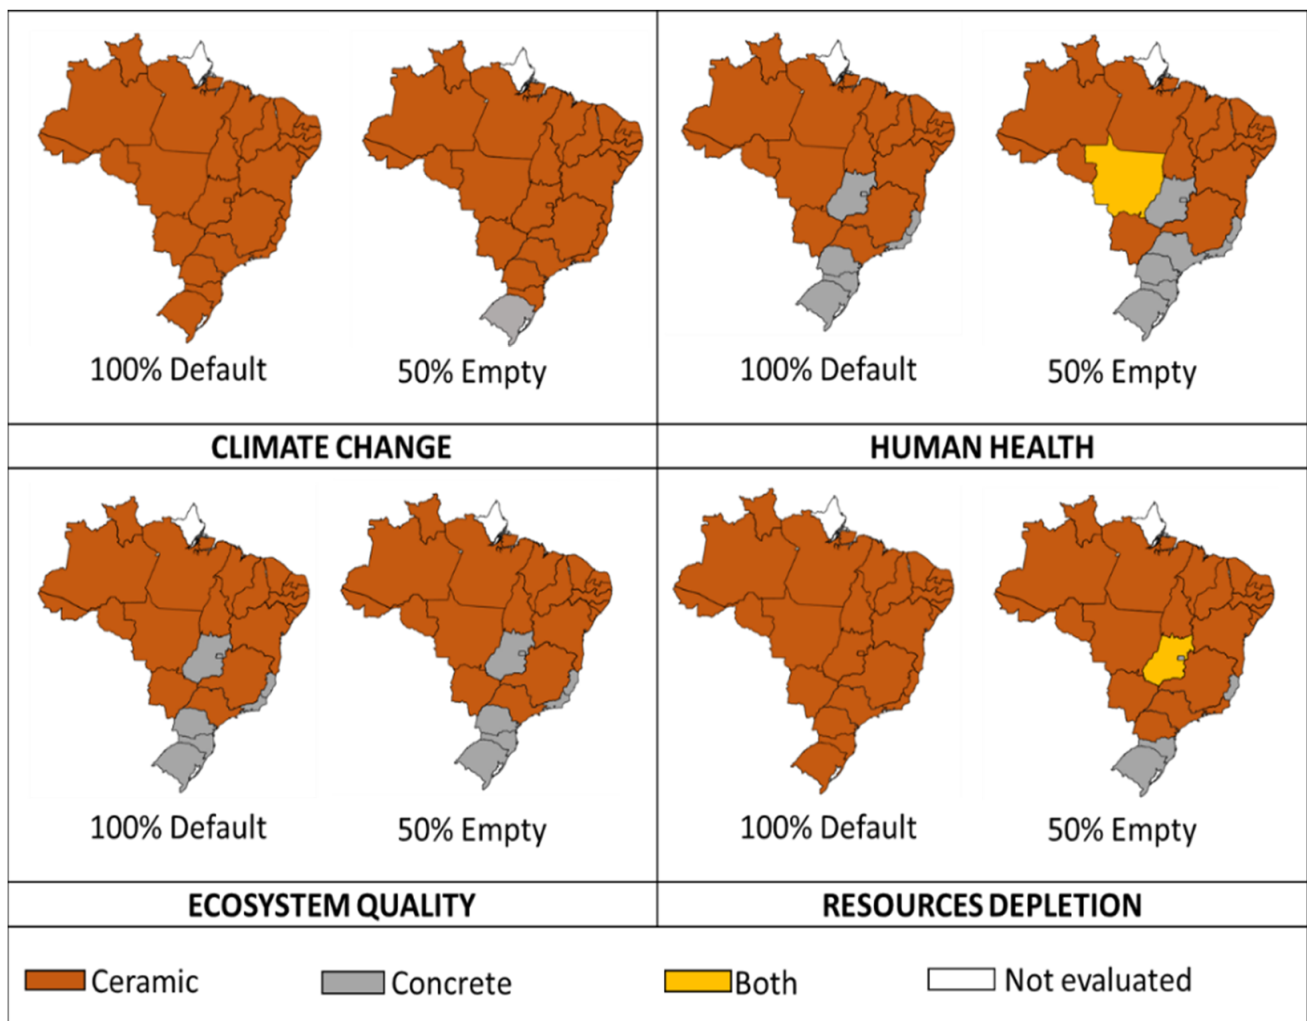 100% Default
50% Empty
100% Default
50% Empty
CLIMATE CHANGE
HUMAN HEALTH
100% Default
50% Empty
100% Default
50% Empty
ECOSYSTEM QUALITY
RESOURCES DEPLETION
Ceramic
Concrete
Both
Not evaluated